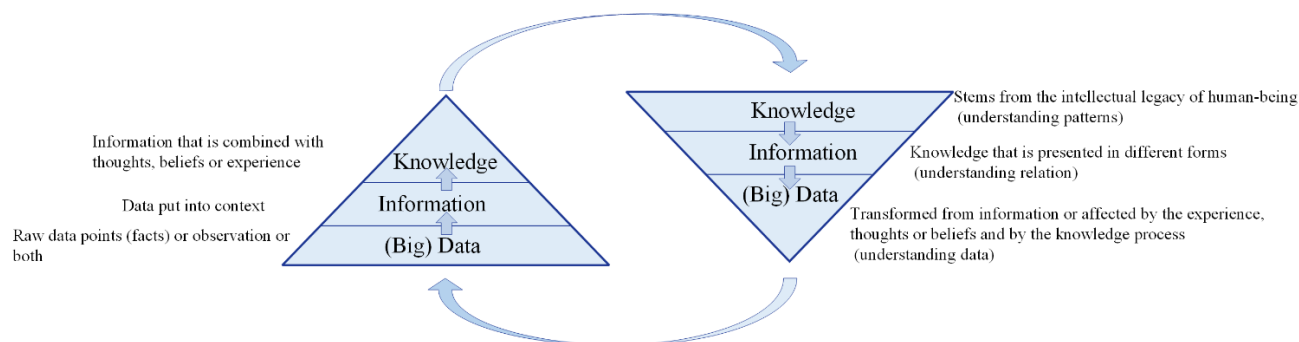 Information that is combined with
thoughts, beliefs or experience
Data put into context
Raw data points (facts) or observation or
both
Knowledge
Information
(Big) Data
Knowledge
Information
(Big) Data
Stems from the intellectual legacy of human-being
(understanding patterns)
Knowledge that is presented in different forms
(understanding relation)
Transformed from information or affected by the experience,
thoughts or beliefs and by the knowledge process
(understanding data)